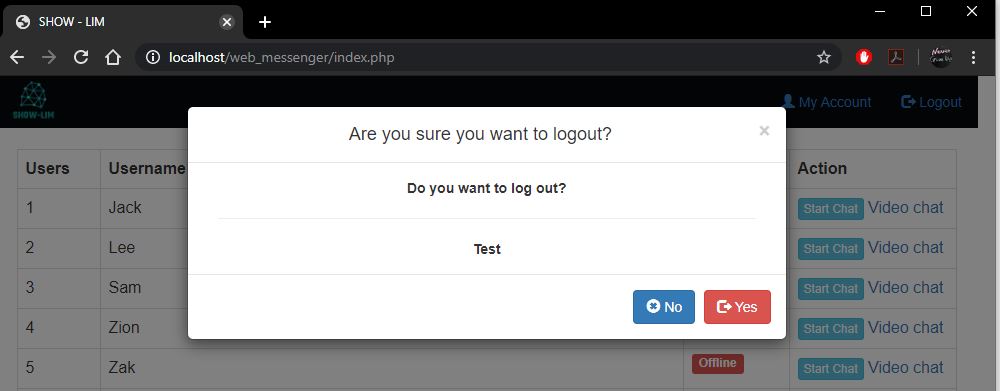 SHOW - LIM
localhost/web_messenger/index.php
SHOW-LIM
My Account
Logout
Are you sure you want to logout?
×
Do you want to log out?
Test
No
Yes
Users
Username
Action
1
Jack
Start Chat
Video chat
2
Lee
Start Chat
Video chat
3
Sam
Start Chat
Video chat
4
Zion
Start Chat
Video chat
5
Zak
Offline
Start Chat
Video chat